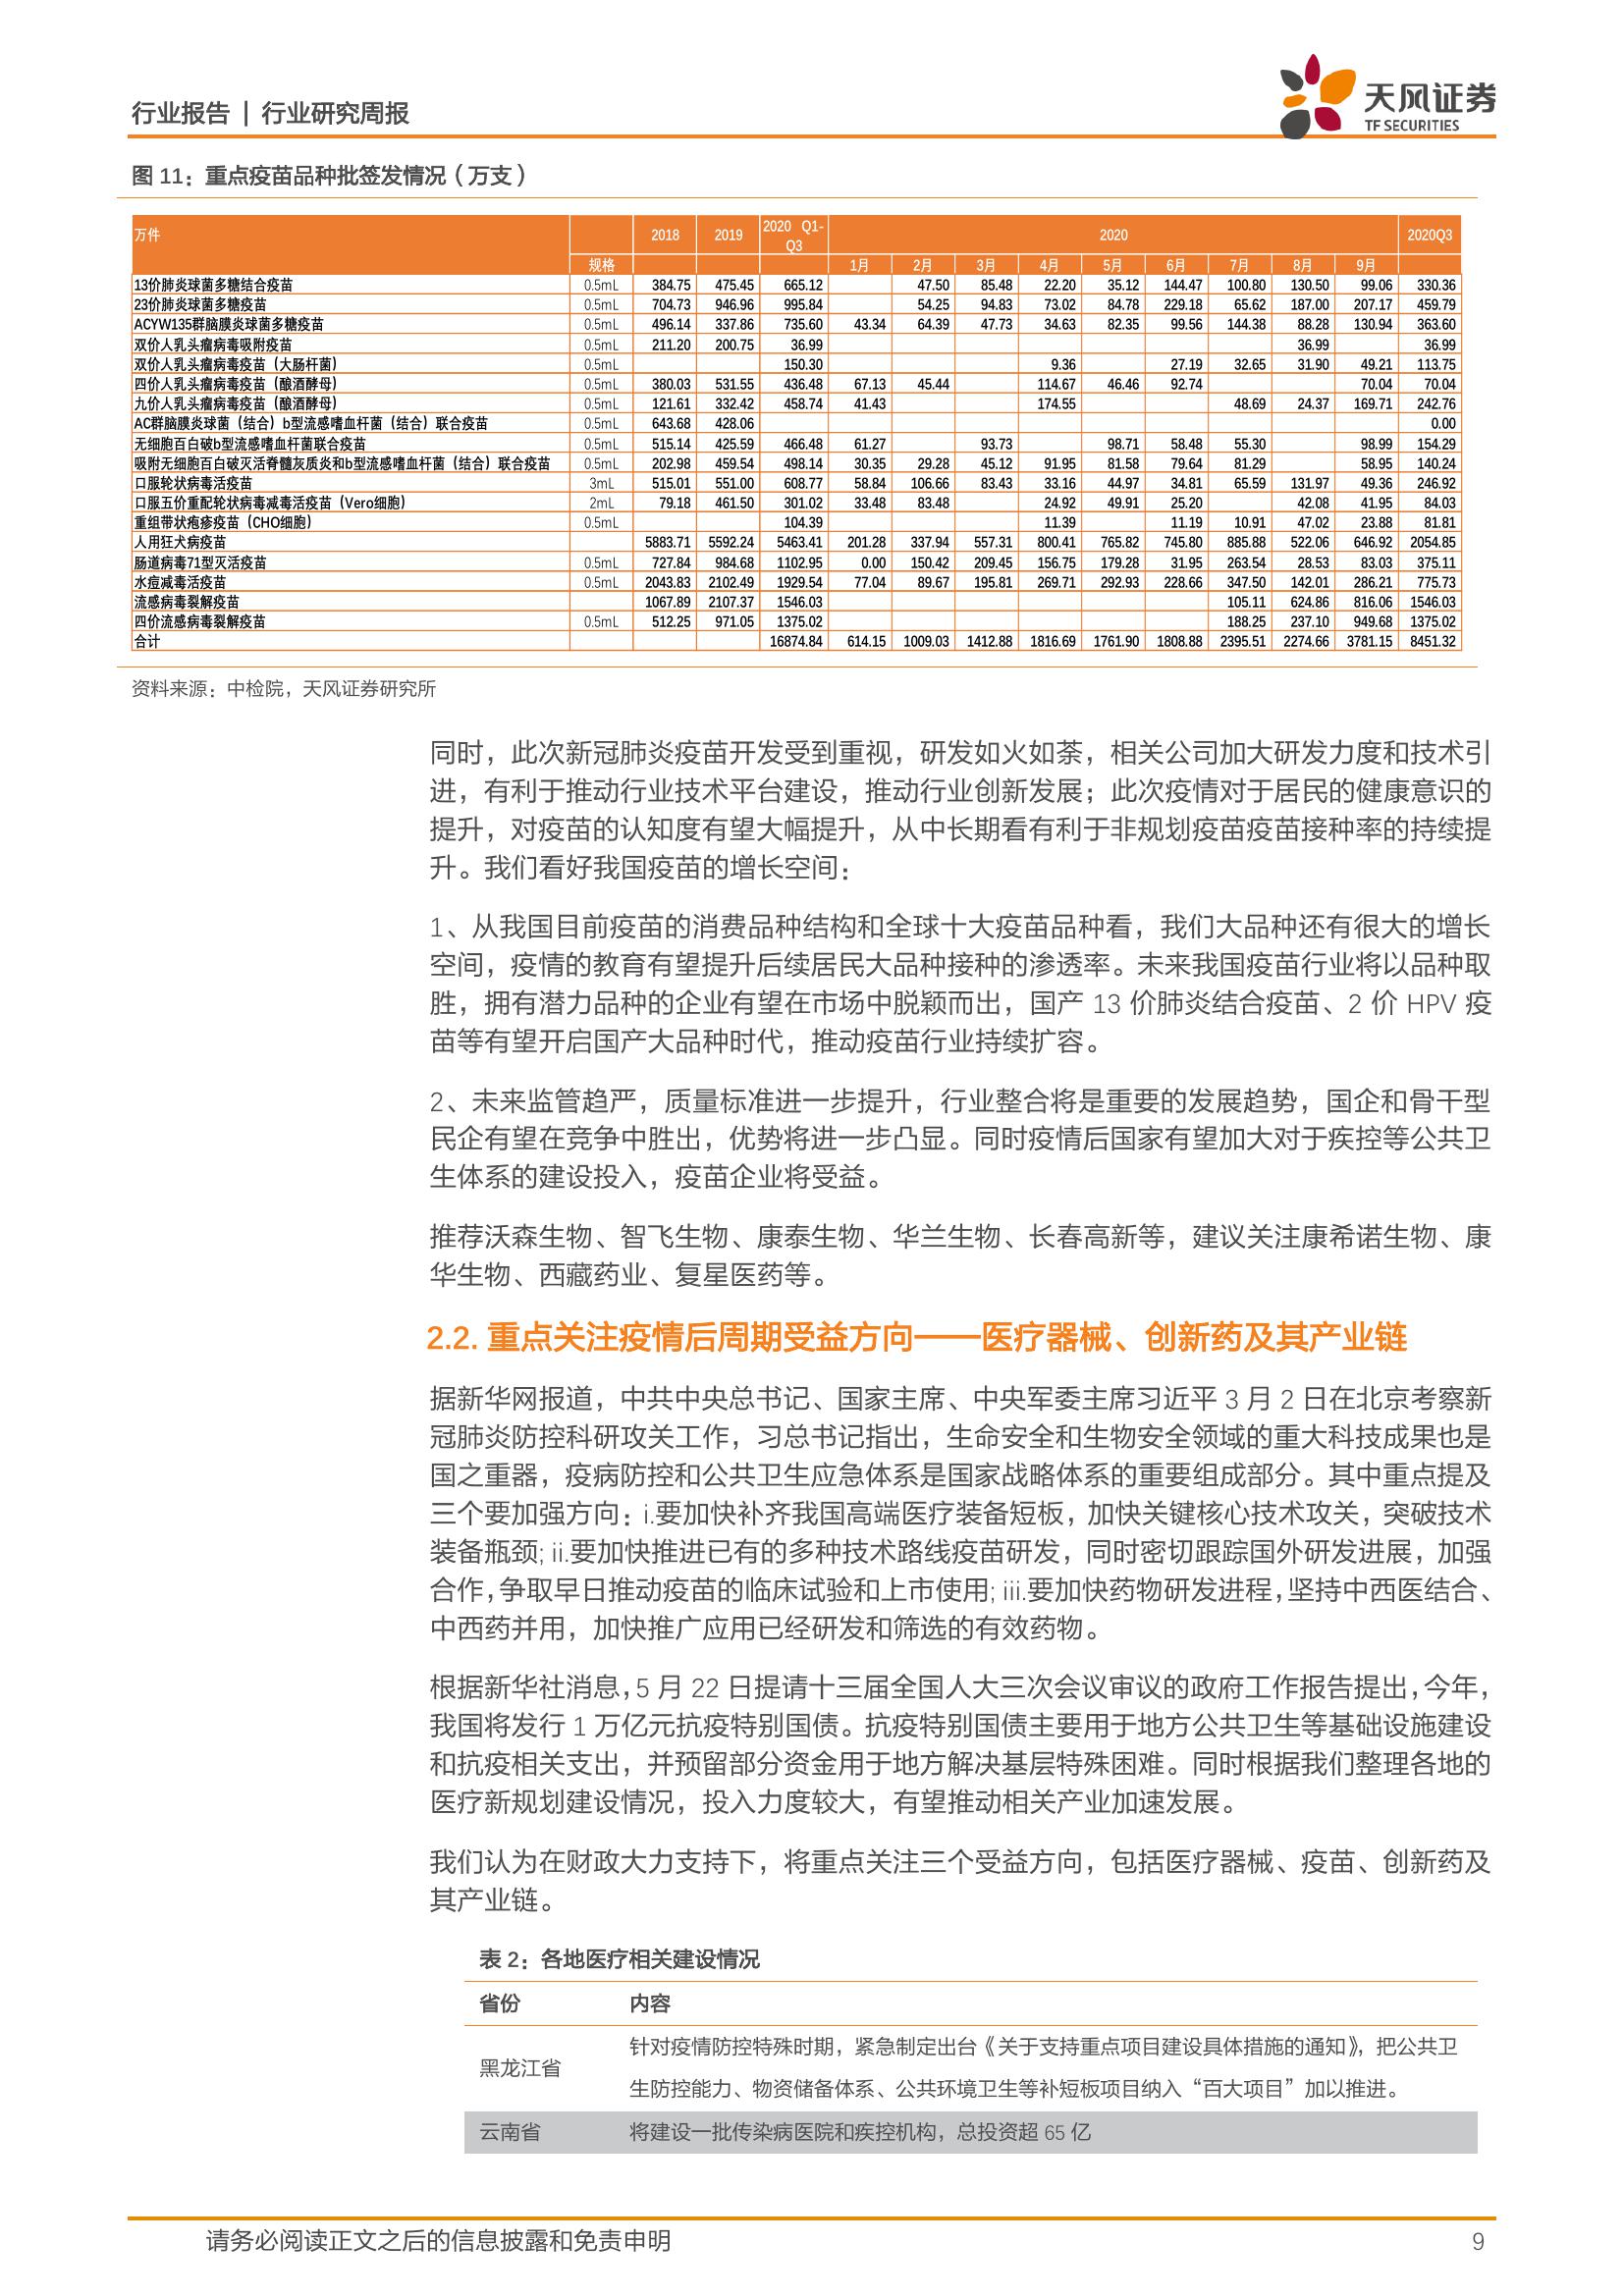 行业报告 | 行业研究周报
天风证券
TF SECURITIES
图 11：重点疫苗品种批签发情况（万支）
万件 2018 2019 2020 Q1-Q3 2020 2020Q3
规格 1月 2月 3月 4月 5月 6月 7月 8月 9月
13价肺炎球菌多糖结合疫苗 0.5mL 384.75 475.45 665.12 47.50 85.48 22.20 35.12 144.47 100.80 130.50 99.06 330.36
23价肺炎球菌多糖疫苗 0.5mL 704.73 946.96 995.84 54.25 94.83 73.02 84.78 229.18 65.62 187.00 207.17 459.79
ACYW135群脑膜炎球菌多糖疫苗 0.5mL 496.14 337.86 735.60 43.34 64.39 47.73 34.63 82.35 99.56 144.38 88.28 130.94 363.60
双价人乳头瘤病毒吸附疫苗 0.5mL 211.20 200.75 36.99 36.99 36.99
双价人乳头瘤病毒疫苗（大肠杆菌） 0.5mL 150.30 9.36 27.19 32.65 31.90 49.21 113.75
四价人乳头瘤病毒疫苗（酿酒酵母） 0.5mL 380.03 531.55 436.48 67.13 45.44 114.67 46.46 92.74 70.04 70.04
九价人乳头瘤病毒疫苗（酿酒酵母） 0.5mL 121.61 332.42 458.74 41.43 174.55 48.69 24.37 169.71 242.76
AC群脑膜炎球菌（结合）b型流感嗜血杆菌（结合）联合疫苗 0.5mL 643.68 428.06 0.00
无细胞百白破b型流感嗜血杆菌联合疫苗 0.5mL 515.14 425.59 466.48 61.27 93.73 98.71 58.48 55.30 98.99 154.29
吸附无细胞百白破灭活脊髓灰质炎和b型流感嗜血杆菌（结合）联合疫苗 0.5mL 202.98 459.54 498.14 30.35 29.28 45.12 91.95 81.58 79.64 81.29 58.95 140.24
口服轮状病毒活疫苗 3mL 515.01 551.00 608.77 58.84 106.66 83.43 33.16 44.97 34.81 65.59 131.97 49.36 246.92
口服五价重配轮状病毒减毒活疫苗（Vero细胞） 2mL 79.18 461.50 301.02 33.48 83.48 24.92 49.91 25.20 42.08 41.95 84.03
重组带状疱疹疫苗（CHO细胞） 0.5mL 104.39 11.39 11.19 10.91 47.02 23.88 81.81
人用狂犬病疫苗 5883.71 5592.24 5463.41 201.28 337.94 557.31 800.41 765.82 745.80 885.88 522.06 646.92 2054.85
肠道病毒71型灭活疫苗 0.5mL 727.84 984.68 1102.95 0.00 150.42 209.45 156.75 179.28 31.95 263.54 28.53 83.03 375.11
水痘减毒活疫苗 0.5mL 2043.83 2102.49 1929.54 77.04 89.67 195.81 269.71 292.93 228.66 347.50 142.01 286.21 775.73
流感病毒裂解疫苗 1067.89 2107.37 1546.03 105.11 624.86 816.06 1546.03
四价流感病毒裂解疫苗 0.5mL 512.25 971.05 1375.02 188.25 237.10 949.68 1375.02
合计 16874.84 614.15 1009.03 1412.88 1816.69 1761.90 1808.88 2395.51 2274.66 3781.15 8451.32
资料来源：中检院，天风证券研究所
同时，此次新冠肺炎疫苗开发受到重视，研发如火如荼，相关公司加大研发力度和技术引
进，有利于推动行业技术平台建设，推动行业创新发展；此次疫情对于居民的健康意识的
提升，对疫苗的认知度有望大幅提升，从中长期看有利于非规划疫苗疫苗接种率的持续提
升。我们看好我国疫苗的增长空间：
1、从我国目前疫苗的消费品种结构和全球十大疫苗品种看，我们大品种还有很大的增长
空间，疫情的教育有望提升后续居民大品种接种的渗透率。未来我国疫苗行业将以品种取
胜，拥有潜力品种的企业有望在市场中脱颖而出，国产 13 价肺炎结合疫苗、2 价 HPV 疫
苗等有望开启国产大品种时代，推动疫苗行业持续扩容。
2、未来监管趋严，质量标准进一步提升，行业整合将是重要的发展趋势，国企和骨干型
民企有望在竞争中胜出，优势将进一步凸显。同时疫情后国家有望加大对于疾控等公共卫
生体系的建设投入，疫苗企业将受益。
推荐沃森生物、智飞生物、康泰生物、华兰生物、长春高新等，建议关注康希诺生物、康
华生物、西藏药业、复星医药等。
2.2. 重点关注疫情后周期受益方向——医疗器械、创新药及其产业链
据新华网报道，中共中央总书记、国家主席、中央军委主席习近平 3 月 2 日在北京考察新
冠肺炎防控科研攻关工作，习总书记指出，生命安全和生物安全领域的重大科技成果也是
国之重器，疫病防控和公共卫生应急体系是国家战略体系的重要组成部分。其中重点提及
三个要加强方向：i.要加快补齐我国高端医疗装备短板，加快关键核心技术攻关，突破技术
装备瓶颈; ii.要加快推进已有的多种技术路线疫苗研发，同时密切跟踪国外研发进展，加强
合作，争取早日推动疫苗的临床试验和上市使用; iii.要加快药物研发进程，坚持中西医结合、
中西药并用，加快推广应用已经研发和筛选的有效药物。
根据新华社消息，5 月 22 日提请十三届全国人大三次会议审议的政府工作报告提出，今年，
我国将发行 1 万亿元抗疫特别国债。抗疫特别国债主要用于地方公共卫生等基础设施建设
和抗疫相关支出，并预留部分资金用于地方解决基层特殊困难。同时根据我们整理各地的
医疗新规划建设情况，投入力度较大，有望推动相关产业加速发展。
我们认为在财政大力支持下，将重点关注三个受益方向，包括医疗器械、疫苗、创新药及
其产业链。
表 2：各地医疗相关建设情况
省份 内容
黑龙江省 针对疫情防控特殊时期，紧急制定出台《关于支持重点项目建设具体措施的通知》，把公共卫
生防控能力、物资储备体系、公共环境卫生等补短板项目纳入“百大项目”加以推进。
云南省 将建设一批传染病医院和疾控机构，总投资超 65 亿
请务必阅读正文之后的信息披露和免责申明 9